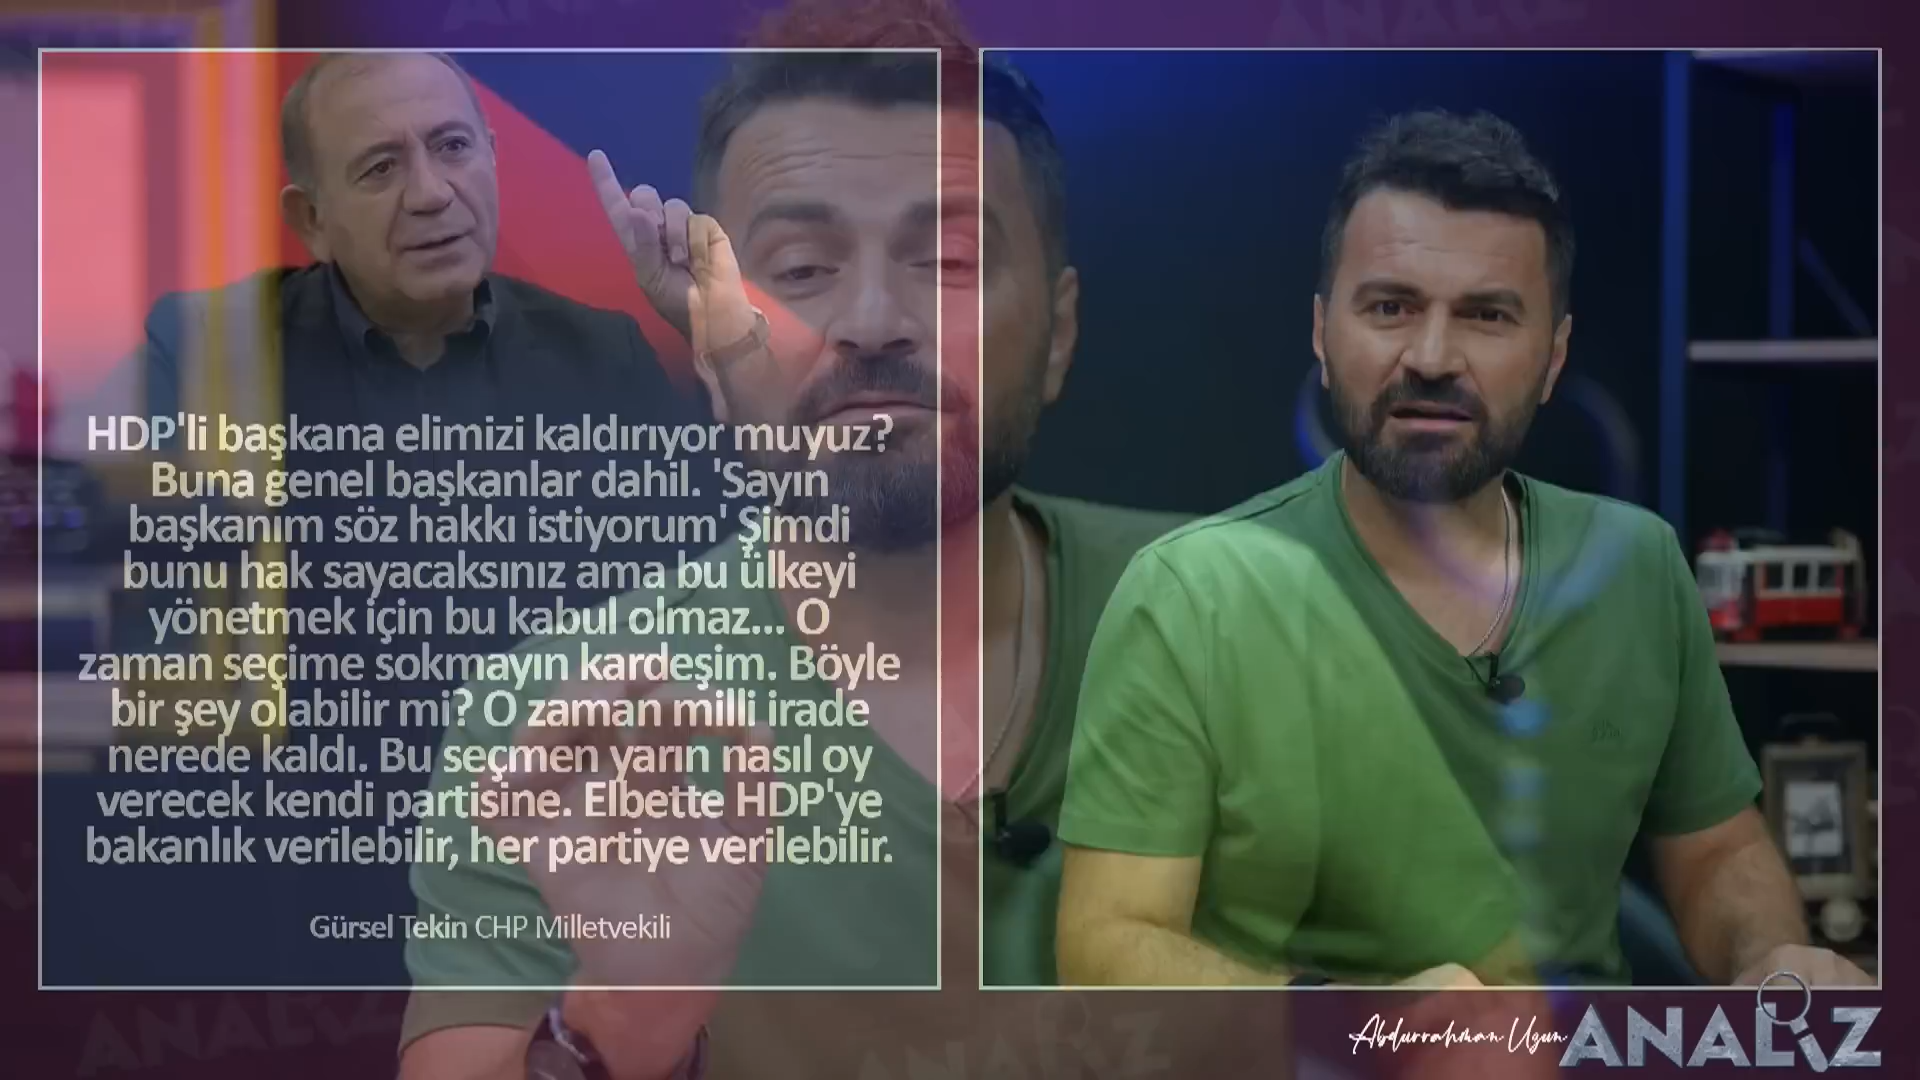 HDP'li başkana elimizi kaldırıyor muyuz?
Buna genel başkanlar dahil. 'Sayın
başkanım söz hakkı istiyorum' Şimdi
bunu hak sayacaksınız ama bu ülkeyi
yönetmek için bu kabul olmaz... O
zaman seçime sokmayın kardeşim. Böyle
bir şey olabilir mi? O zaman milli irade
nerede kaldı. Bu seçmen yarın nasıl oy
verecek kendi partisine. Elbette HDP'ye
bakanlık verilebilir, her partiye verilebilir.
Gürsel Tekin CHP Milletvekili
Abdurrahman Uzun ANALİZ